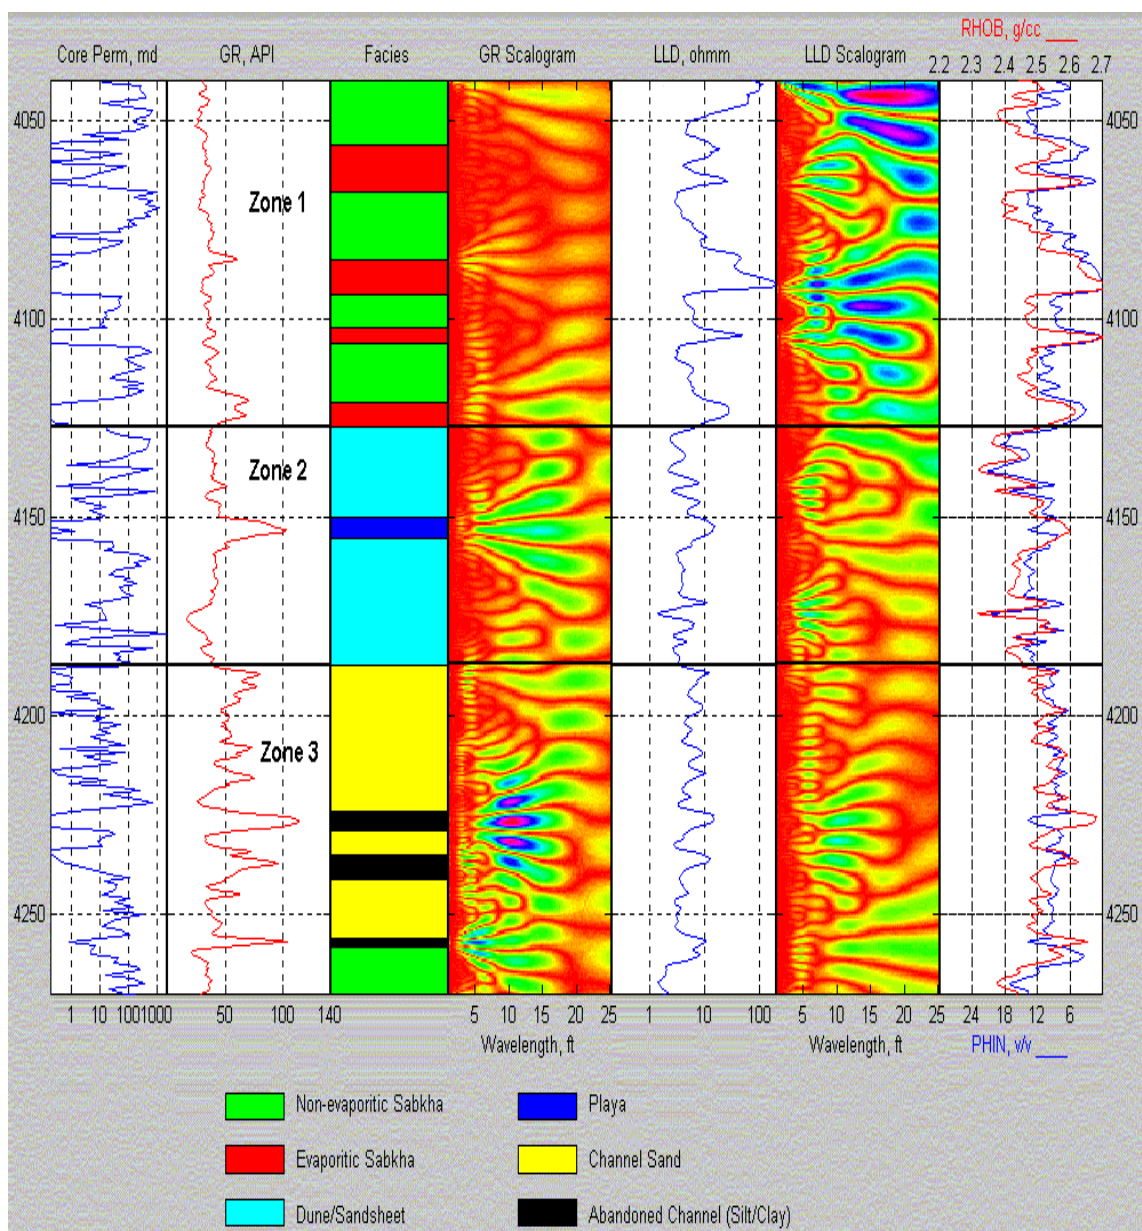 RHOB, g/cc ___
Core Perm, md GR, API Facies GR Scalogram LLD, ohmm LLD Scalogram 2.2 2.3 2.4 2.5 2.6 2.7
4050 4050
Zone 1
4100 4100
Zone 2
4150 4150
4200 4200
Zone 3
4250 4250
1 10 100 1000 50 100 140 5 10 15 20 25 1 10 100 5 10 15 20 25 24 18 12 6
Wavelength, ft Wavelength, ft PHIN, v/v ___
Non-evaporitic Sabkha Playa
Evaporitic Sabkha Channel Sand
Dune/Sandsheet Abandoned Channel (Silt/Clay)